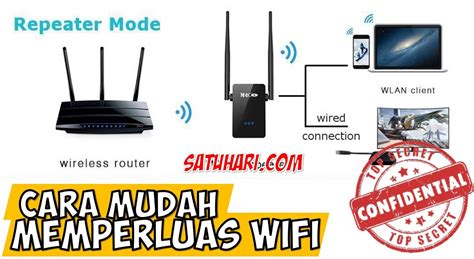 Repeater Mode
WLAN client
wired
connection
wireless router
SATUHARI.COM
CARA MUDAH
MEMPERLUAS WIFI
TOP SECRET
CONFIDENTIAL
TOP SECRET